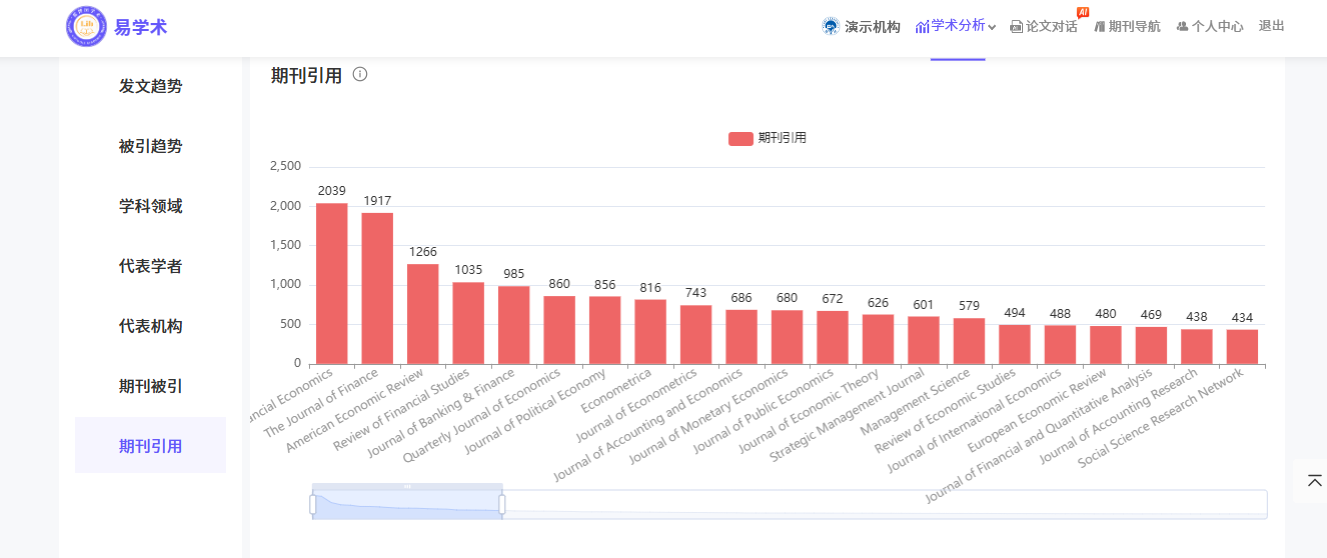 易学术
演示机构
学术分析
论文对话
AI
期刊导航
个人中心
退出
发文趋势
被引趋势
学科领域
代表学者
代表机构
期刊被引
期刊引用
期刊引用
期刊引用
2,500
2,000
1,500
1,000
500
0
2039
1917
1266
1035
985
860
856
816
743
686
680
672
626
601
579
494
488
480
469
438
434
ancial Economics
The Journal of Finance
American Economic Review
Review of Financial Studies
Journal of Banking & Finance
Quarterly Journal of Economics
Journal of Political Economy
Econometrica
Journal of Econometrics
Journal of Accounting and Economics
Journal of Monetary Economics
Journal of Public Economics
Journal of Economic Theory
Strategic Management Journal
Management Science
Review of Economic Studies
Journal of International Economics
European Economic Review
Journal of Financial and Quantitative Analysis
Journal of Accounting Research
Social Science Research Network